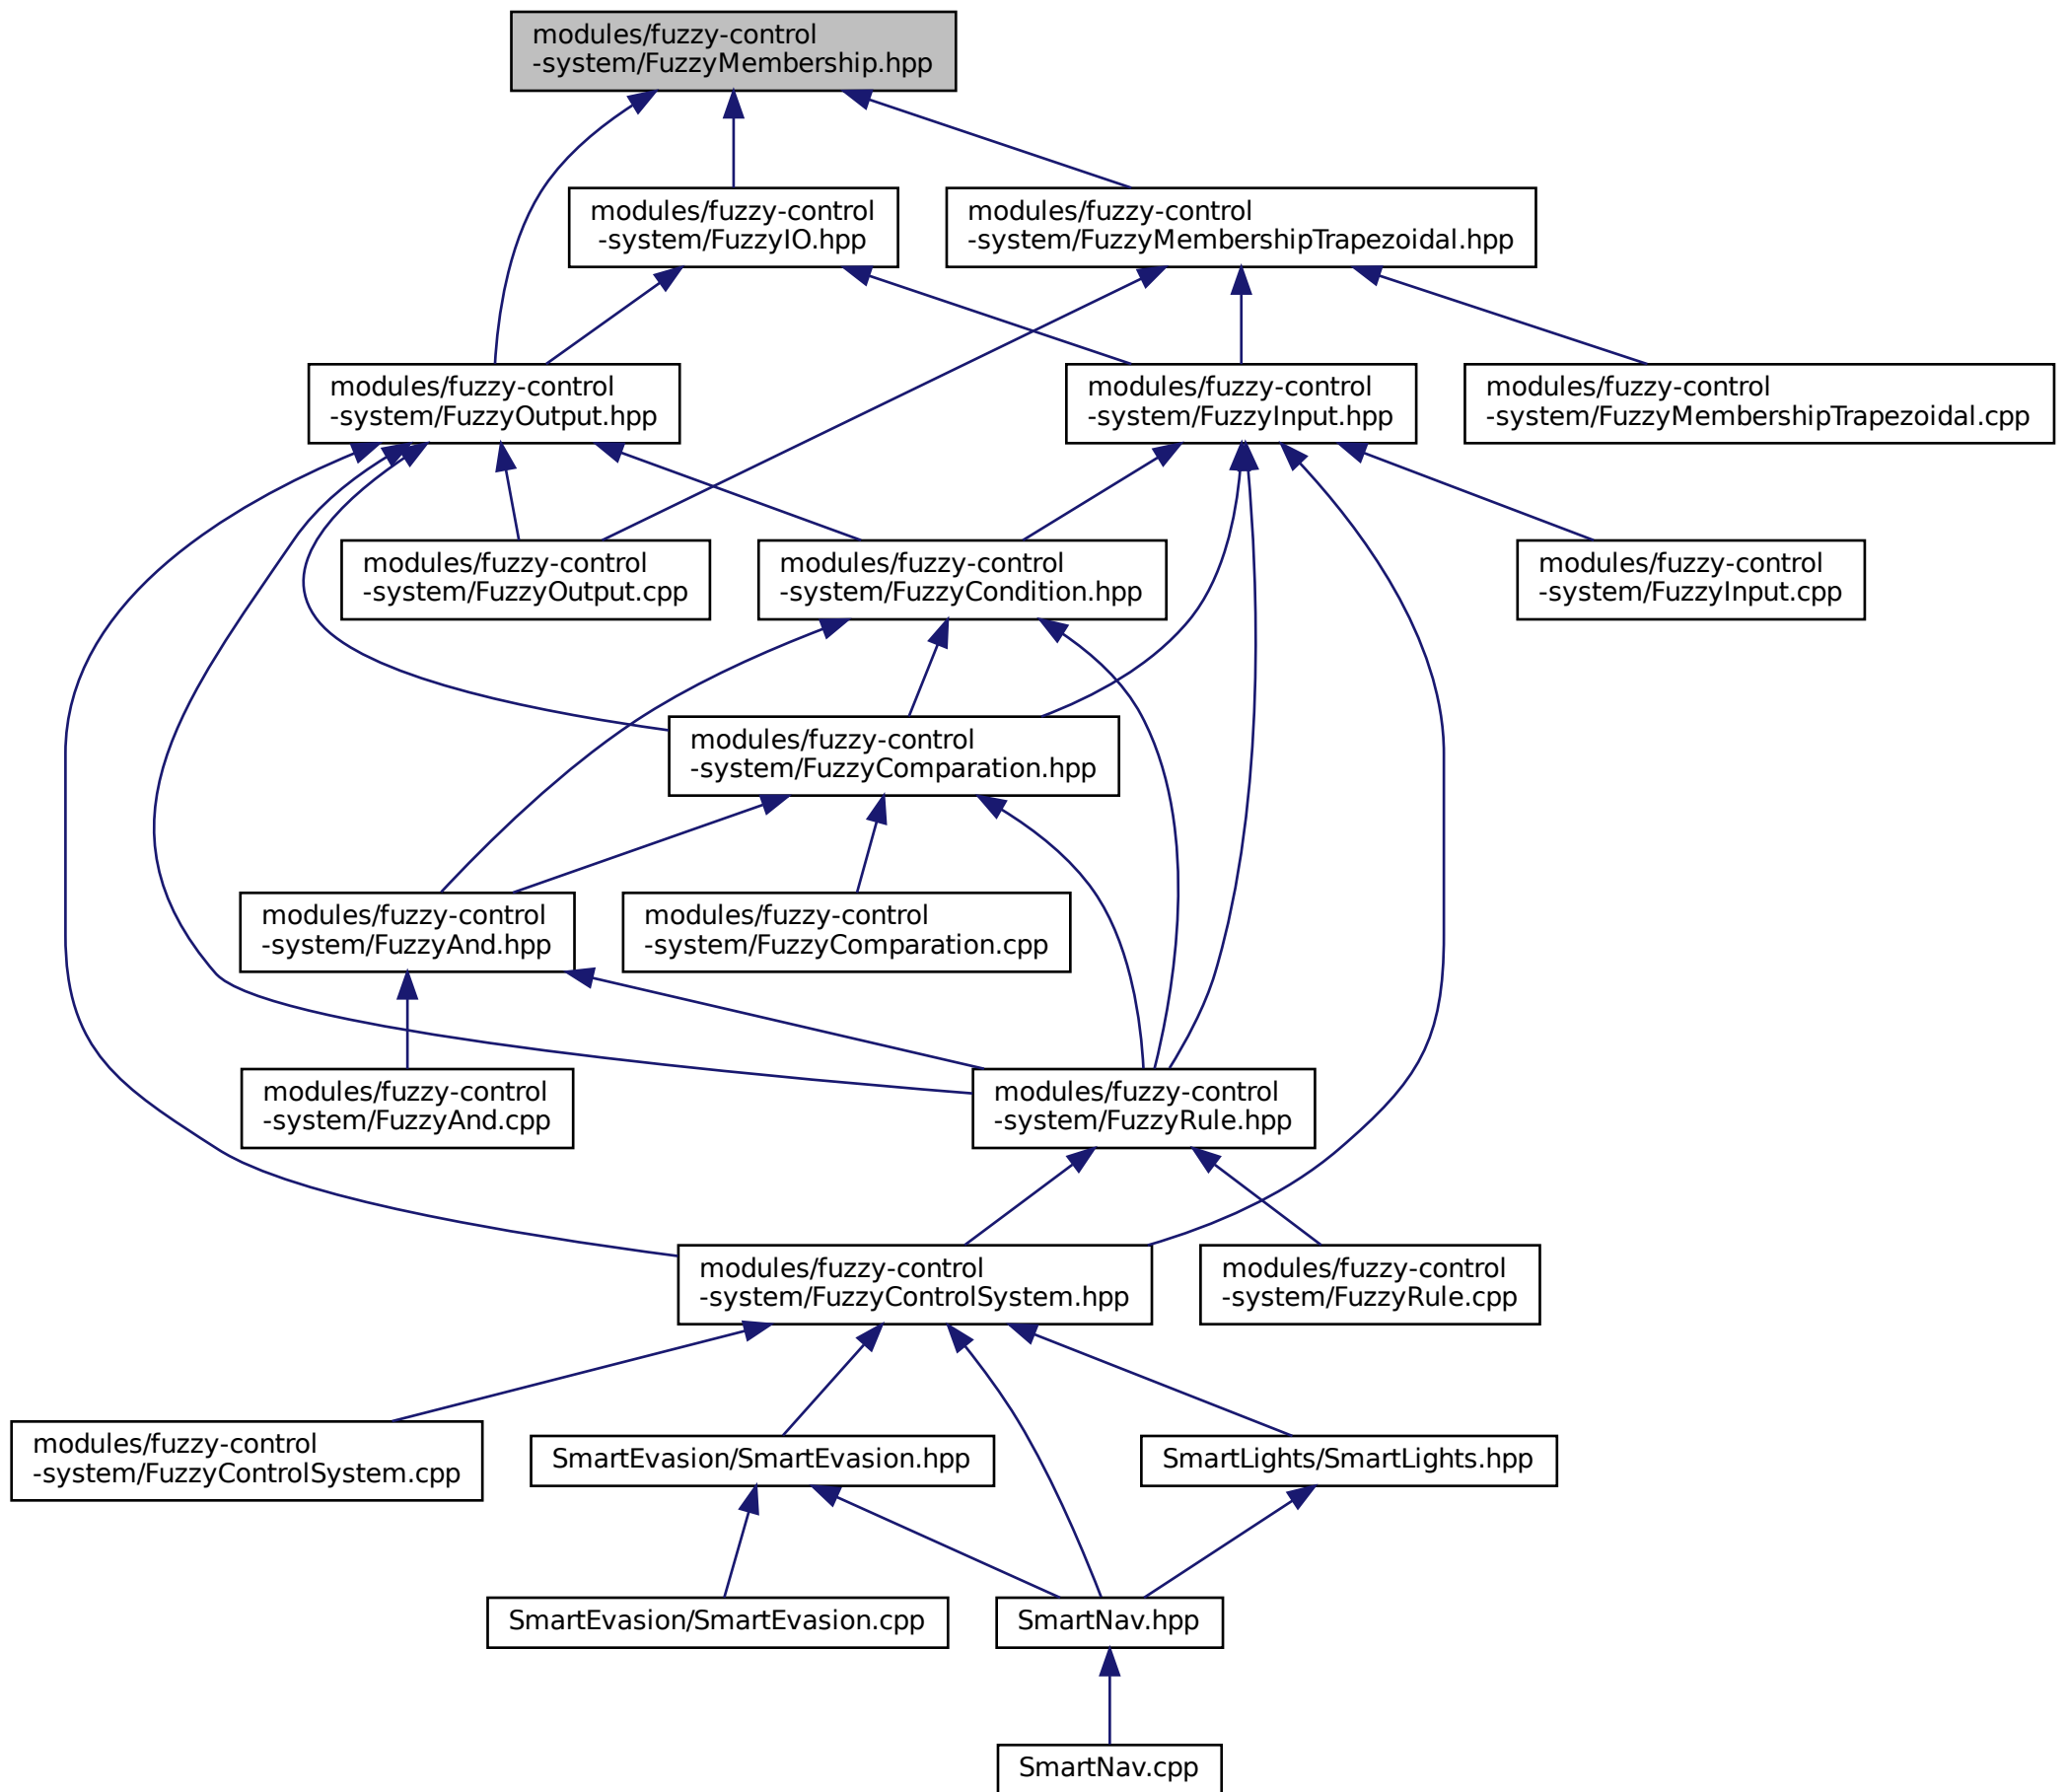 modules/fuzzy-control
-system/FuzzyMembership.hpp
modules/fuzzy-control
-system/FuzzyIO.hpp
modules/fuzzy-control
-system/FuzzyMembershipTrapezoidal.hpp
modules/fuzzy-control
-system/FuzzyOutput.hpp
modules/fuzzy-control
-system/FuzzyInput.hpp
modules/fuzzy-control
-system/FuzzyMembershipTrapezoidal.cpp
modules/fuzzy-control
-system/FuzzyOutput.cpp
modules/fuzzy-control
-system/FuzzyCondition.hpp
modules/fuzzy-control
-system/FuzzyInput.cpp
modules/fuzzy-control
-system/FuzzyComparation.hpp
modules/fuzzy-control
-system/FuzzyAnd.hpp
modules/fuzzy-control
-system/FuzzyComparation.cpp
modules/fuzzy-control
-system/FuzzyAnd.cpp
modules/fuzzy-control
-system/FuzzyRule.hpp
modules/fuzzy-control
-system/FuzzyControlSystem.hpp
modules/fuzzy-control
-system/FuzzyRule.cpp
modules/fuzzy-control
-system/FuzzyControlSystem.cpp
SmartEvasion/SmartEvasion.hpp
SmartLights/SmartLights.hpp
SmartEvasion/SmartEvasion.cpp
SmartNav.hpp
SmartNav.cpp